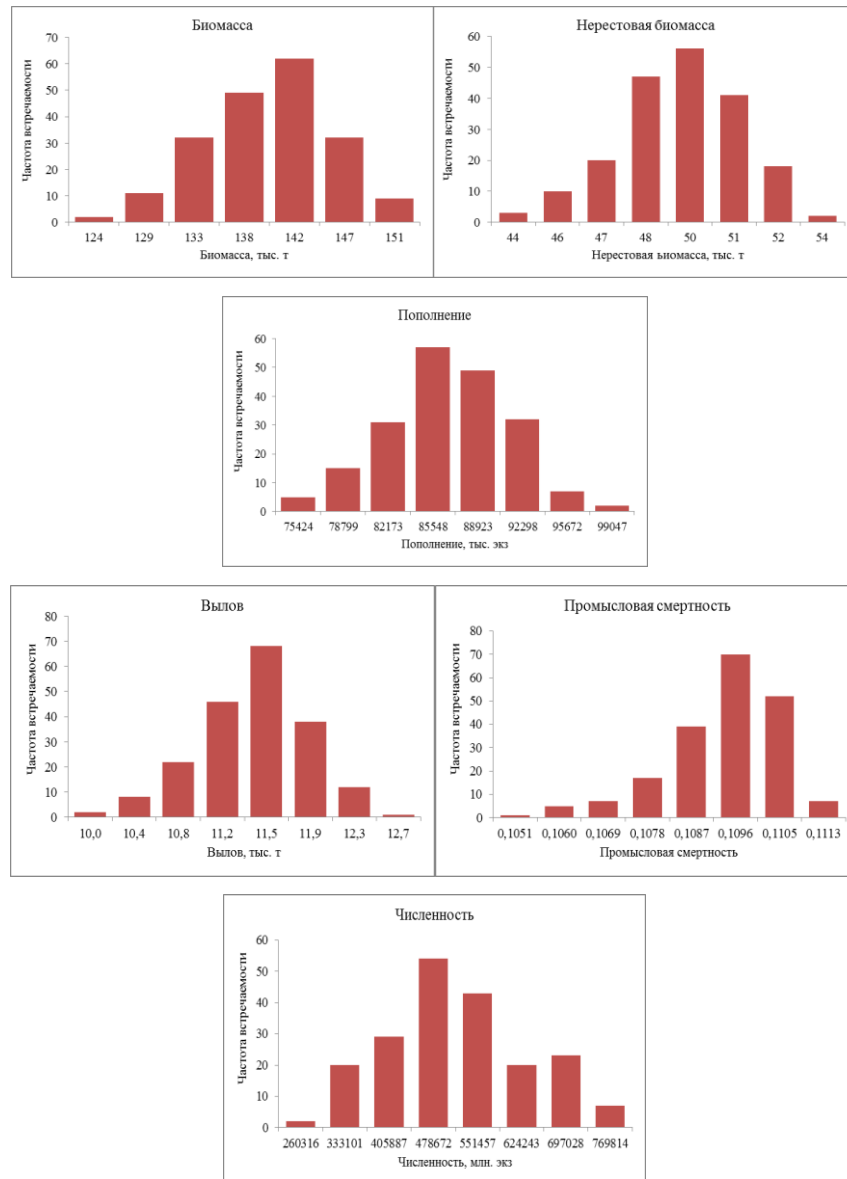 Биомасса
Частота встречаемости
70
60
50
40
30
20
10
0
124 129 133 138 142 147 151
Биомасса, тыс. т
Нерестовая биомасса
Частота встречаемости
60
50
40
30
20
10
0
44 46 47 48 50 51 52 54
Нерестовая ьиомасса, тыс. т
Пополнение
Частота встречаемости
60
50
40
30
20
10
0
75424 78799 82173 85548 88923 92298 95672 99047
Пополнение, тыс. экз
Вылов
Частота встречаемости
80
70
60
50
40
30
20
10
0
10,0 10,4 10,8 11,2 11,5 11,9 12,3 12,7
Вылов, тыс. т
Промысловая смертность
Частота встречаемости
80
70
60
50
40
30
20
10
0
0,1051 0,1060 0,1069 0,1078 0,1087 0,1096 0,1105 0,1113
Промысловая смертность
Численность
Частота встречаемости
60
50
40
30
20
10
0
260316 333101 405887 478672 551457 624243 697028 769814
Численность, млн. экз